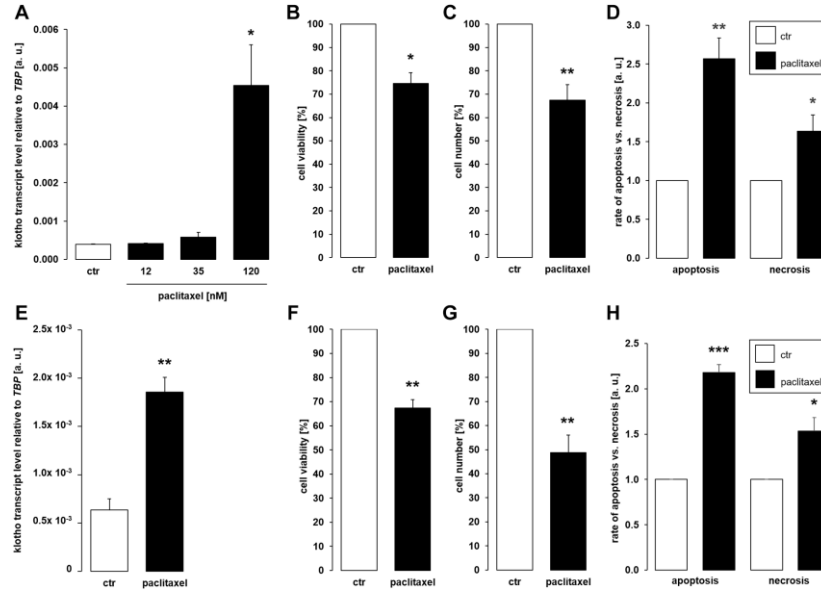 A
klotho transcript level relative to TBP [a. u.]
0.006
0.005
0.004
0.003
0.002
0.001
0.000
*
ctr
12
35
120
paclitaxel [nM]
B
cell viability [%]
100
90
80
70
60
50
40
30
20
10
0
*
ctr
paclitaxel
C
cell number [%]
100
90
80
70
60
50
40
30
20
10
0
**
ctr
paclitaxel
D
rate of apoptosis vs. necrosis [a. u.]
3.0
2.5
2.0
1.5
1.0
0.5
0.0
**
*
ctr
paclitaxel
apoptosis
necrosis
E
klotho transcript level relative to TBP [a. u.]
2.5x 10-3
2.0x 10-3
1.5x 10-3
1.0x 10-3
0.5x 10-3
0
**
ctr
paclitaxel
F
cell viability [%]
100
90
80
70
60
50
40
30
20
10
0
**
ctr
paclitaxel
G
cell number [%]
100
90
80
70
60
50
40
30
20
10
0
**
ctr
paclitaxel
H
rate of apoptosis vs. necrosis [a. u.]
2.5
2.0
1.5
1.0
0.5
0.0
***
*
ctr
paclitaxel
apoptosis
necrosis